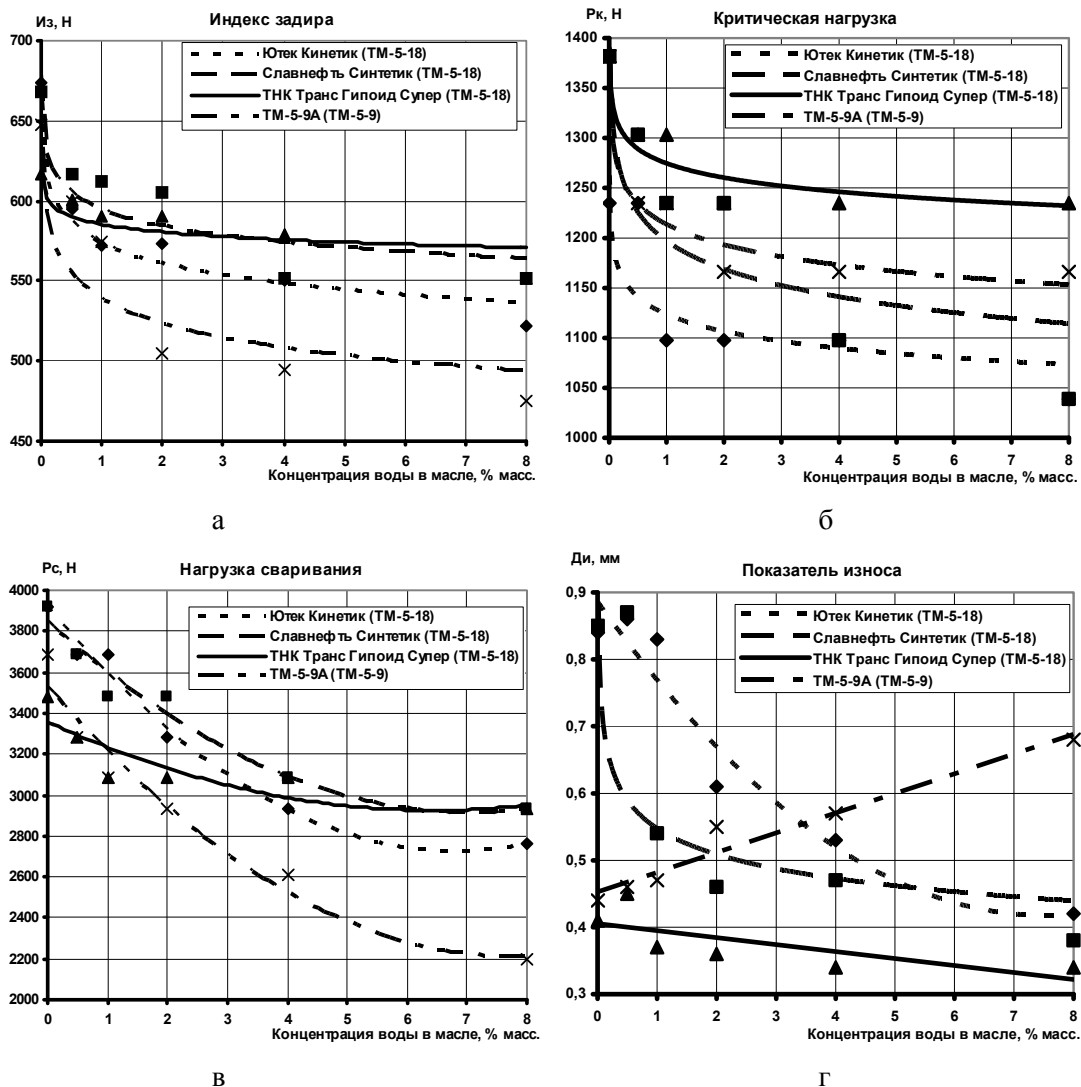 Из, Н
Индекс задира
700
650
600
550
500
450
Ютек Кинетик (ТМ-5-18)
Славнефть Синтетик (ТМ-5-18)
ТНК Транс Гипоид Супер (ТМ-5-18)
ТМ-5-9А (ТМ-5-9)
0 1 2 3 4 5 6 7 8
Концентрация воды в масле, % масс.
а
Рк, Н
Критическая нагрузка
1400
1350
1300
1250
1200
1150
1100
1050
1000
Ютек Кинетик (ТМ-5-18)
Славнефть Синтетик (ТМ-5-18)
ТНК Транс Гипоид Супер (ТМ-5-18)
ТМ-5-9А (ТМ-5-9)
0 1 2 3 4 5 6 7 8
Концентрация воды в масле, % масс.
б
Рс, Н
Нагрузка сваривания
4000
3800
3600
3400
3200
3000
2800
2600
2400
2200
2000
Ютек Кинетик (ТМ-5-18)
Славнефть Синтетик (ТМ-5-18)
ТНК Транс Гипоид Супер (ТМ-5-18)
ТМ-5-9А (ТМ-5-9)
0 1 2 3 4 5 6 7 8
Концентрация воды в масле, % масс.
в
Ди, мм
Показатель износа
0,9
0,8
0,7
0,6
0,5
0,4
0,3
Ютек Кинетик (ТМ-5-18)
Славнефть Синтетик (ТМ-5-18)
ТНК Транс Гипоид Супер (ТМ-5-18)
ТМ-5-9А (ТМ-5-9)
0 1 2 3 4 5 6 7 8
Концентрация воды в масле, % масс.
г